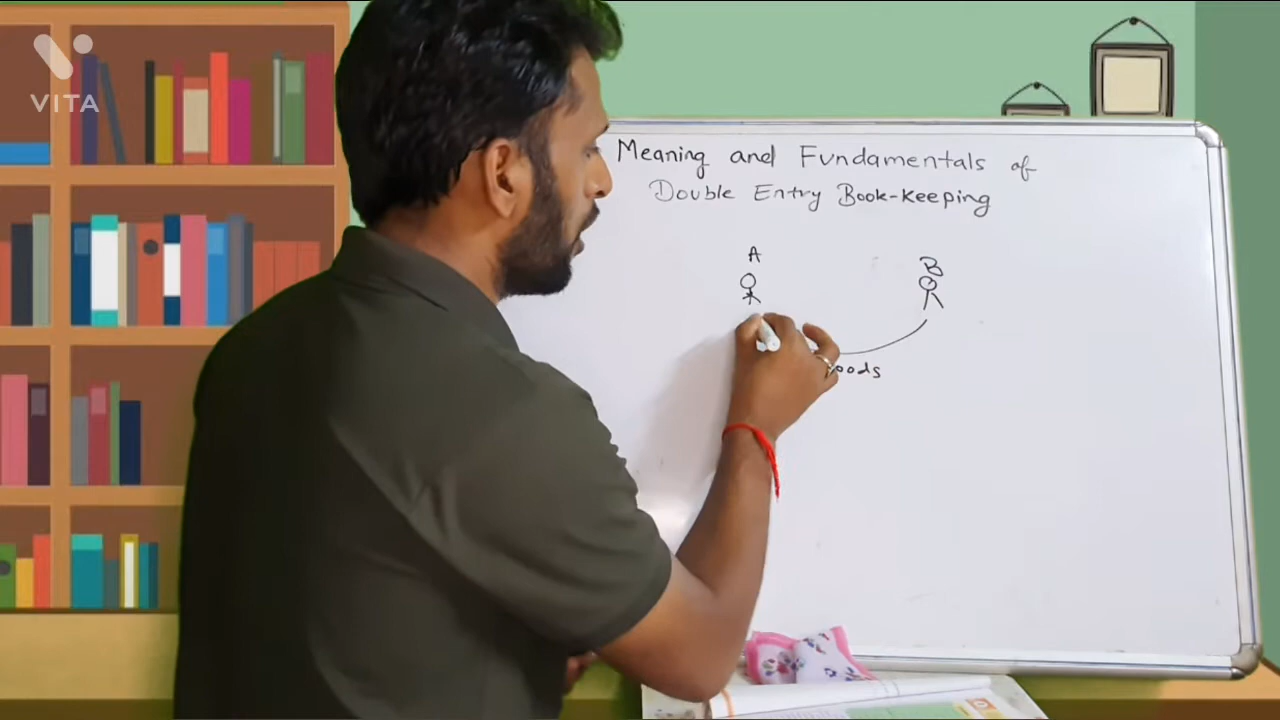 VITA
Meaning and Fundamentals of
Double Entry Book-Keeping
A
B